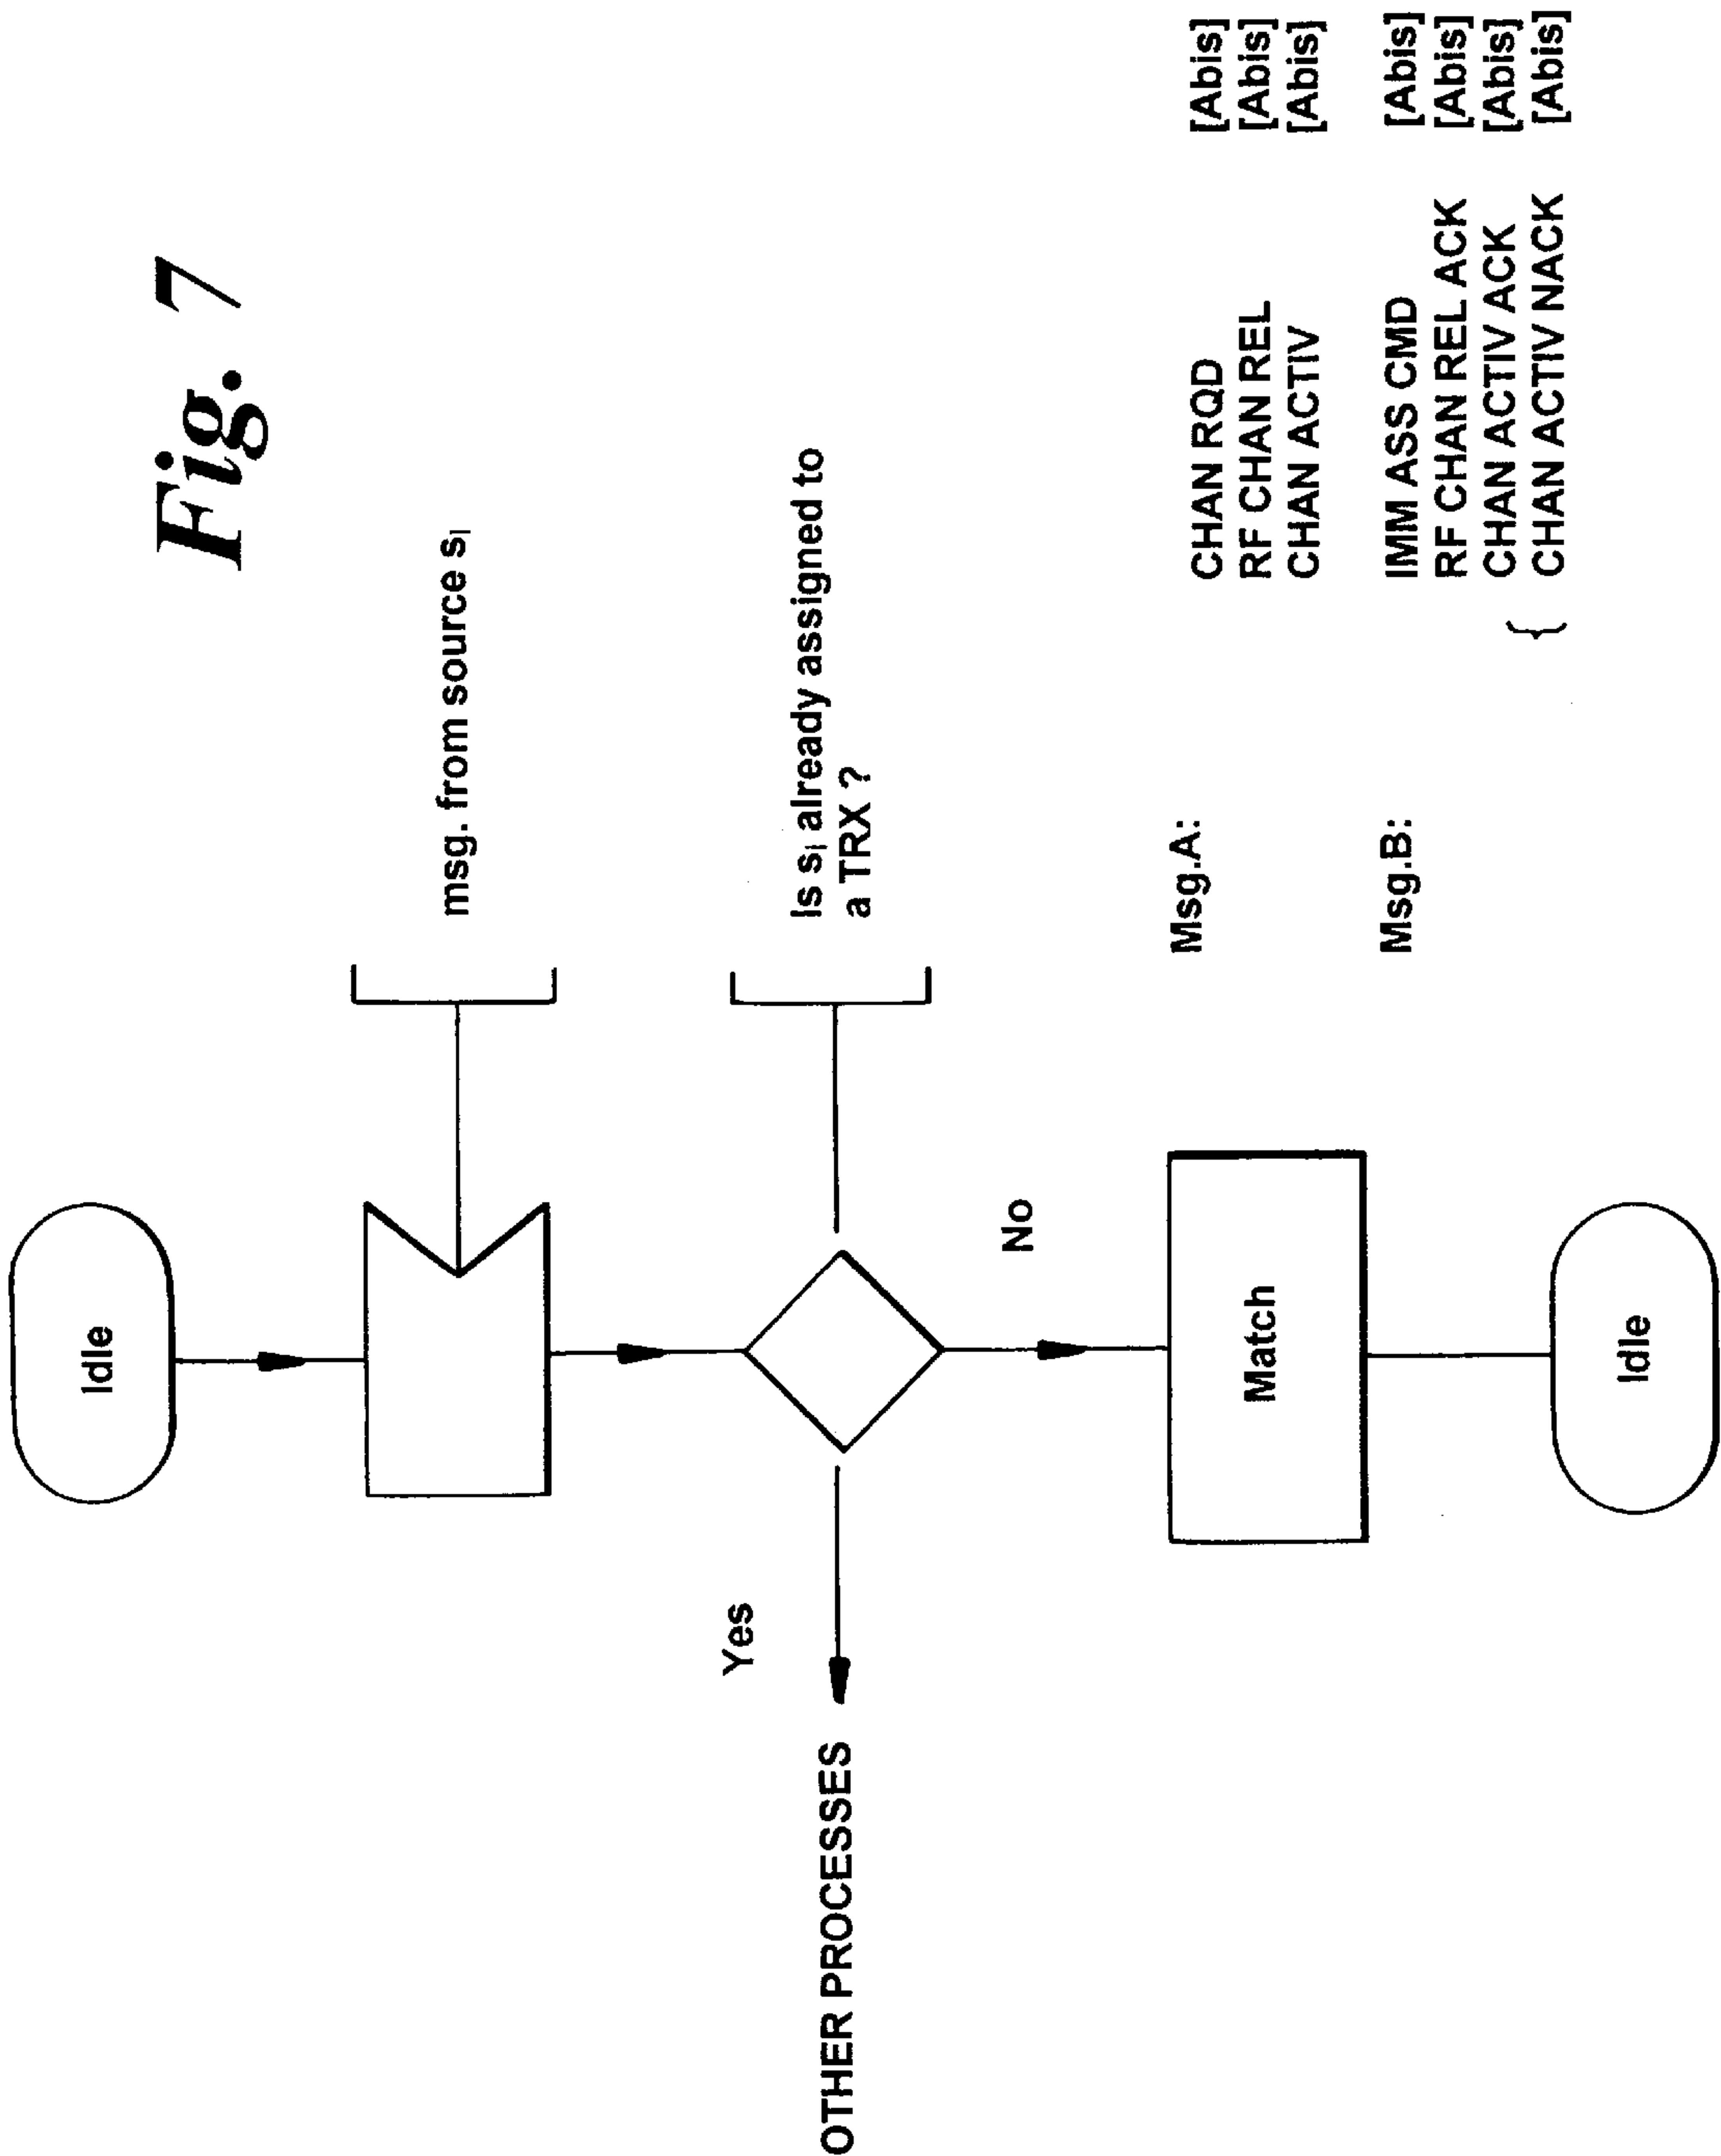 Fig. 7
Idle
msg. from source si
Is si already assigned to
a TRX ?
Yes
OTHER PROCESSES
No
Match
Idle
Msg.A:
CHAN RQD [Abis]
RF CHAN REL [Abis]
CHAN ACTIV [Abis]
Msg.B:
IMM ASS CMD [Abis]
RF CHAN REL ACK [Abis]
{ CHAN ACTIV ACK [Abis]
CHAN ACTIV NACK [Abis]